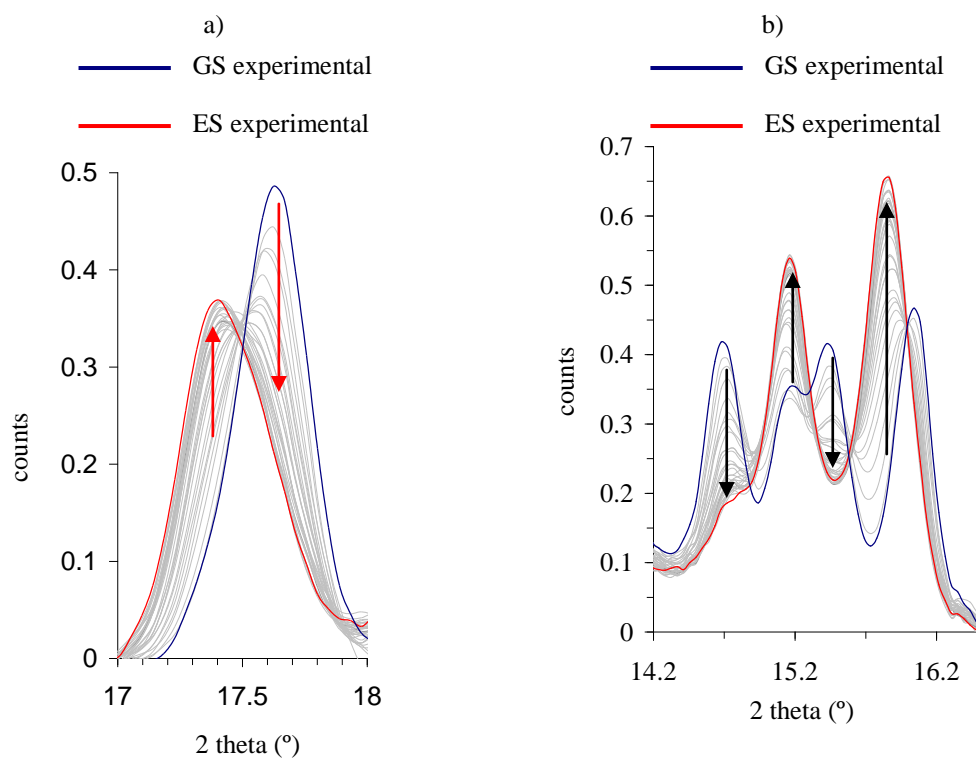 a)
GS experimental
ES experimental
0.5
0.4
0.3
0.2
0.1
0
counts
17
17.5
18
2 theta (º)
b)
GS experimental
ES experimental
0.7
0.6
0.5
0.4
0.3
0.2
0.1
0
counts
14.2
15.2
16.2
2 theta (º)